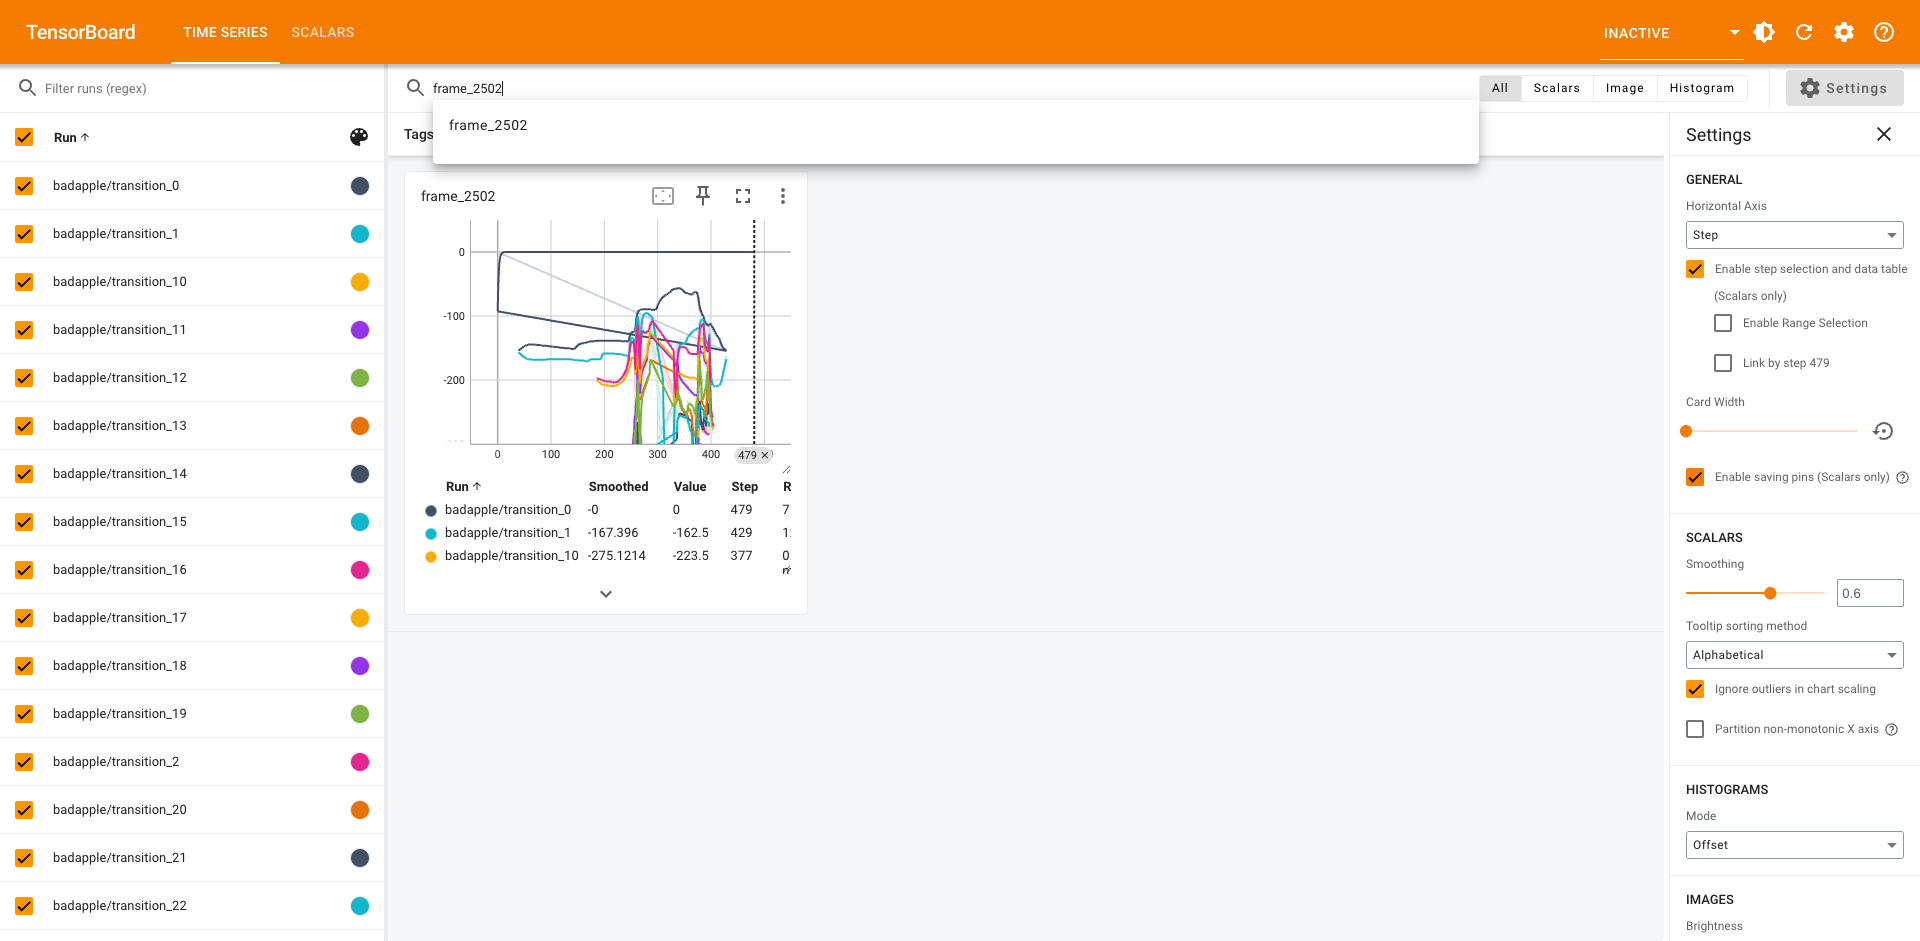 TensorBoard TIME SERIES SCALARS INACTIVE
Filter runs (regex)
frame_2502
All Scalars Image Histogram
Settings
frame_2502
Tags
Run
badapple/transition_0
badapple/transition_1
badapple/transition_10
badapple/transition_11
badapple/transition_12
badapple/transition_13
badapple/transition_14
badapple/transition_15
badapple/transition_16
badapple/transition_17
badapple/transition_18
badapple/transition_19
badapple/transition_2
badapple/transition_20
badapple/transition_21
badapple/transition_22
frame_2502
0
-100
-200
0 100 200 300 400 479
Run Smoothed Value Step R
badapple/transition_0 -0 0 479 7
badapple/transition_1 -167.396 -162.5 429 1
badapple/transition_10 -275.1214 -223.5 377 0
Settings
GENERAL
Horizontal Axis
Step
Enable step selection and data table
(Scalars only)
Enable Range Selection
Link by step 479
Card Width
Enable saving pins (Scalars only)
SCALARS
Smoothing
0.6
Tooltip sorting method
Alphabetical
Ignore outliers in chart scaling
Partition non-monotonic X axis
HISTOGRAMS
Mode
Offset
IMAGES
Brightness